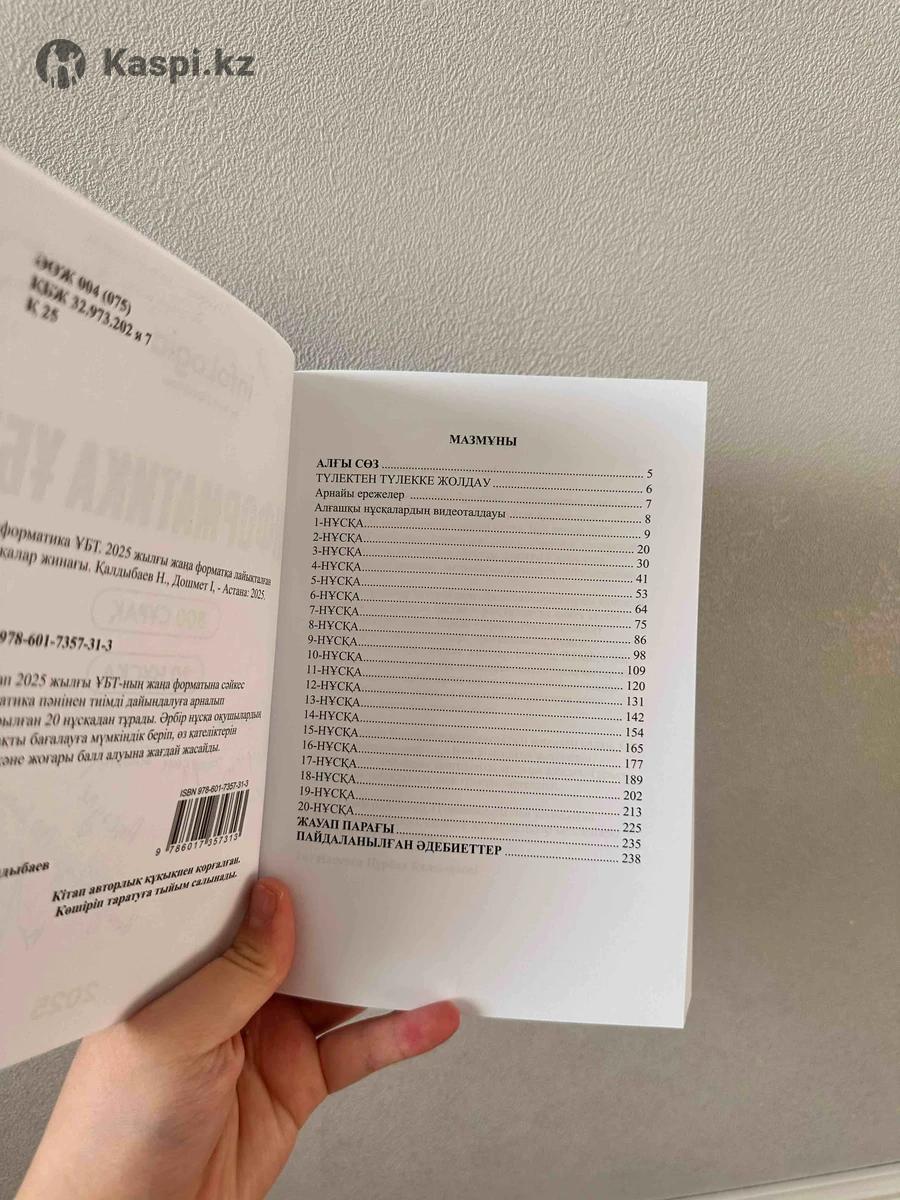 Kaspi.kz
ӘОЖ 004 (075)
КБЖ 32.973.202 я 7
Қ 25
форматика ҰБТ. 2025 жылғы жаңа форматқа лайықталған
қалар жинағы. Қалдыбаев Н., Дошмет І, - Астана: 2025.
978-601-7357-31-3
ап 2025 жылғы ҰБТ-ның жаңа форматына сәйкес
атика пәнінен тиімді дайындалуға арналып
рылған 20 нұсқадан тұрады. Әрбір нұсқа оқушылардың
ақты бағалауға мүмкіндік беріп, өз қателіктерін
және жоғары балл алуына жағдай жасайды.
ISBN 978-601-7357-31-3
9 786017 357313
лдыбаев
Кітап авторлық құқықпен қорғалған.
Көшіріп таратуға тыйым салынады.
МАЗМҰНЫ
АЛҒЫ СӨЗ ........ 5
ТҮЛЕКТЕН ТҮЛЕККЕ ЖОЛДАУ ........ 6
Арнайы ережелер ........ 7
Алғашқы нұсқалардың видеоталдауы ........ 8
1-НҰСҚА ........ 9
2-НҰСҚА ........ 20
3-НҰСҚА ........ 30
4-НҰСҚА ........ 41
5-НҰСҚА ........ 53
6-НҰСҚА ........ 64
7-НҰСҚА ........ 75
8-НҰСҚА ........ 86
9-НҰСҚА ........ 98
10-НҰСҚА ........ 109
11-НҰСҚА ........ 120
12-НҰСҚА ........ 131
13-НҰСҚА ........ 142
14-НҰСҚА ........ 154
15-НҰСҚА ........ 165
16-НҰСҚА ........ 177
17-НҰСҚА ........ 189
18-НҰСҚА ........ 202
19-НҰСҚА ........ 213
20-НҰСҚА ........ 225
ЖАУАП ПАРАҒЫ ........ 235
ПАЙДАЛАНЫЛҒАН ӘДЕБИЕТТЕР ........ 238